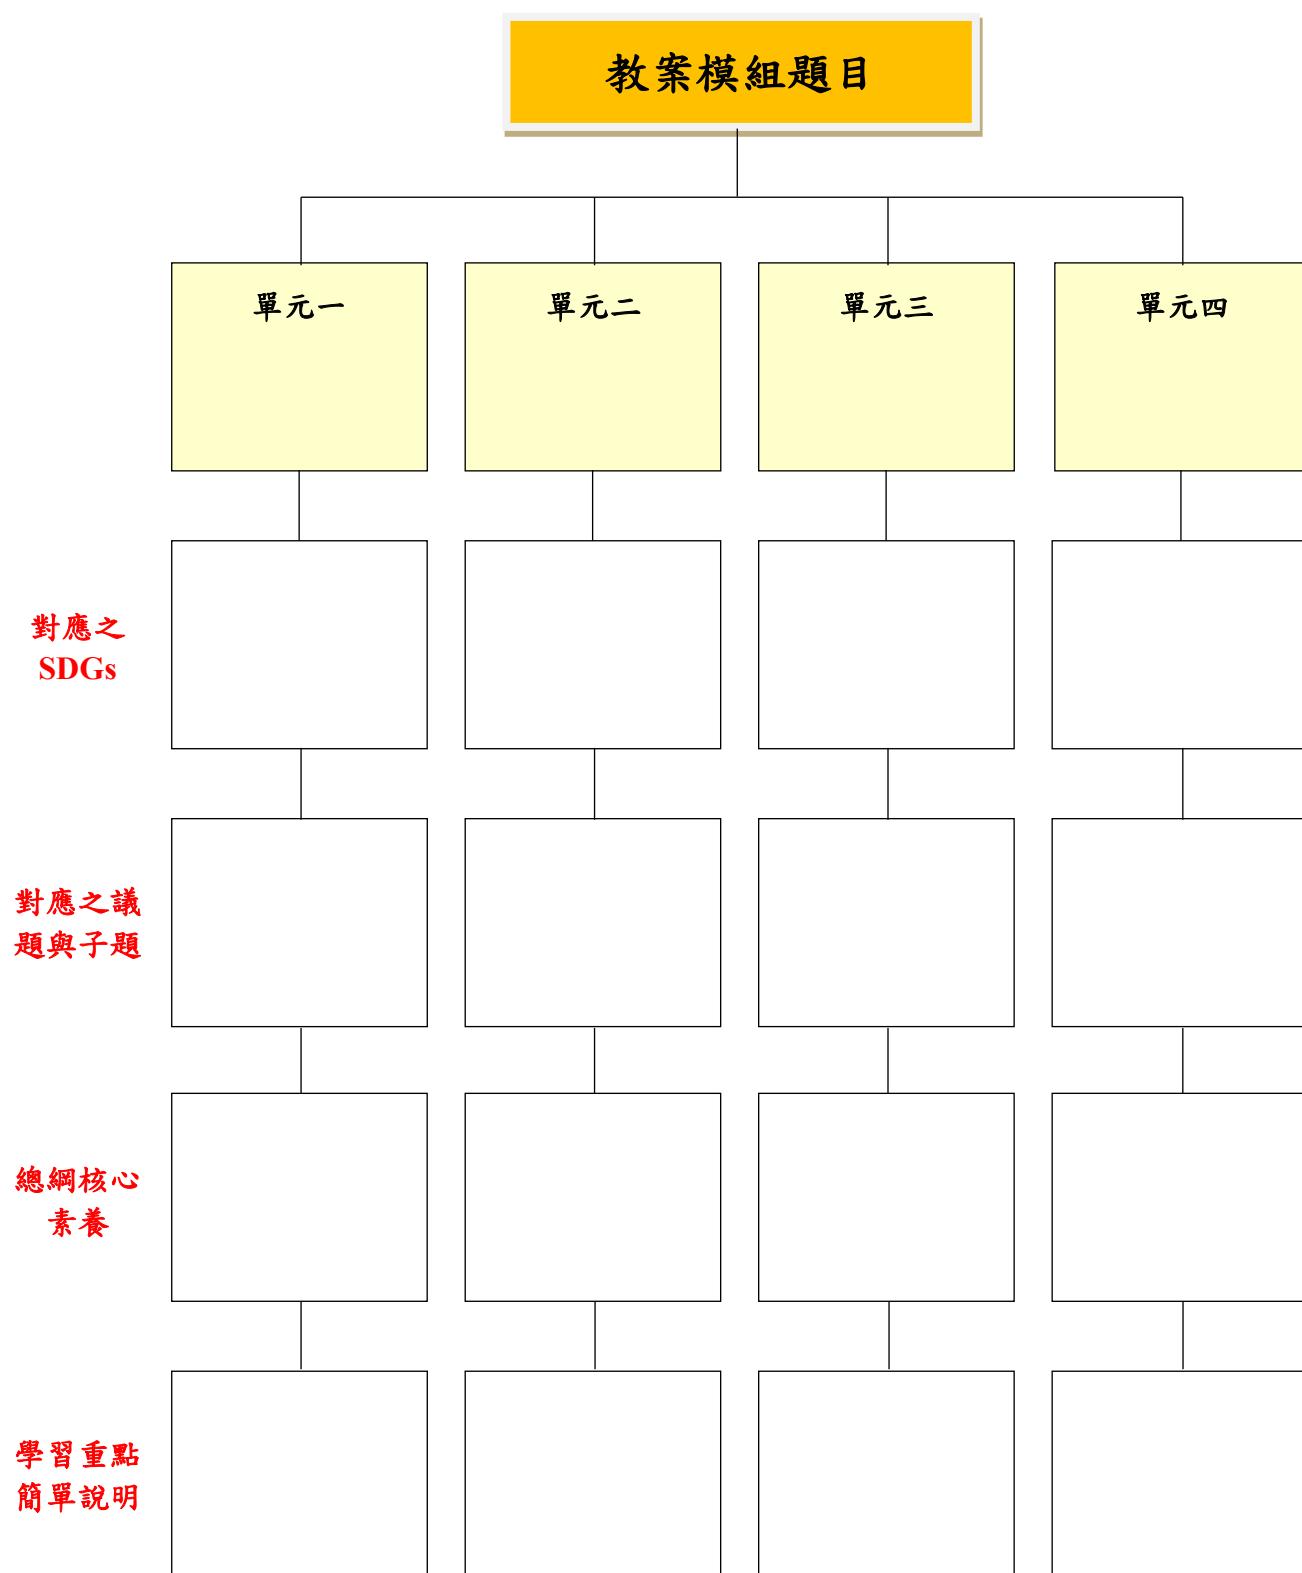 教案模組題目
單元一
單元二
單元三
單元四
對應之
SDGs
對應之議
題與子題
總綱核心
素養
學習重點
簡單說明